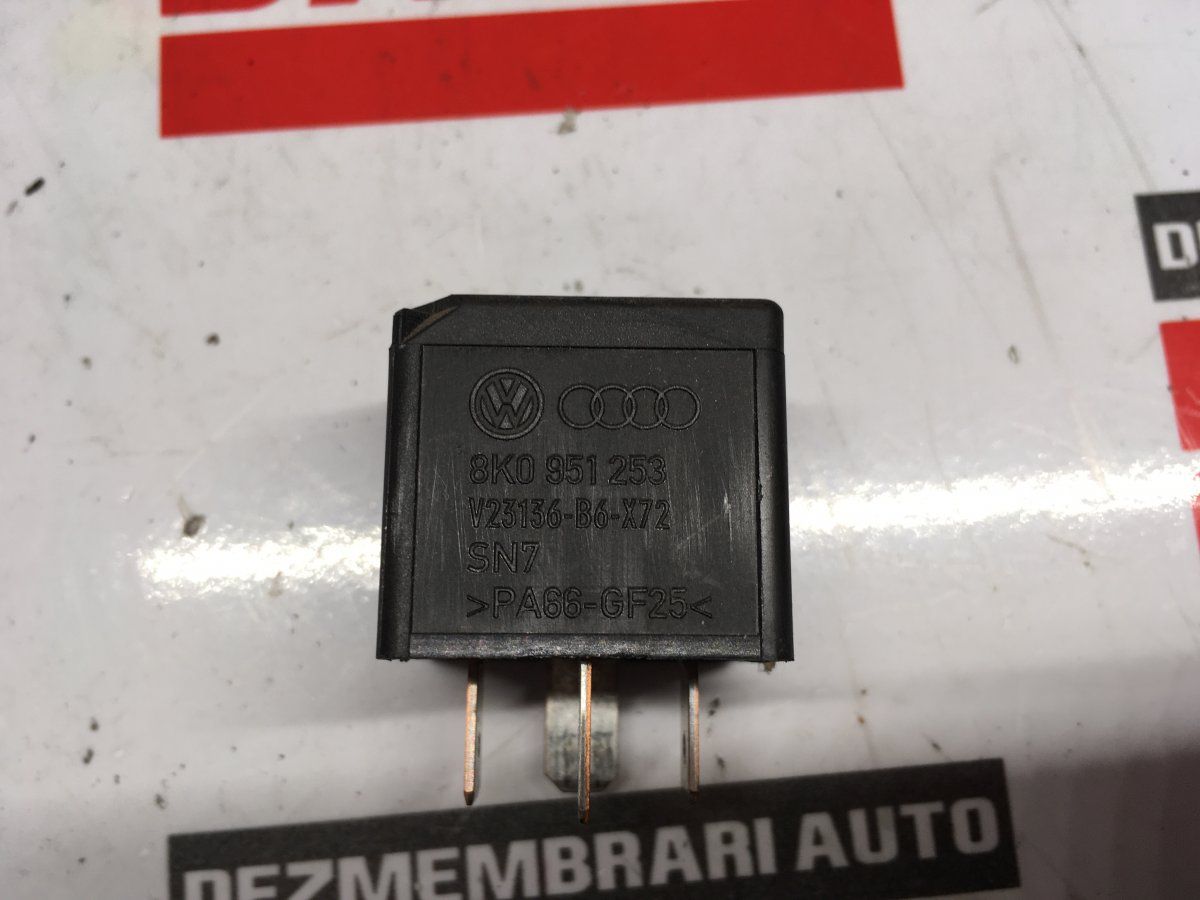 8K0 951 253
V23136-B6-X72
SN7
>PA66-GF25<
DEZMEMBRARI AUTO